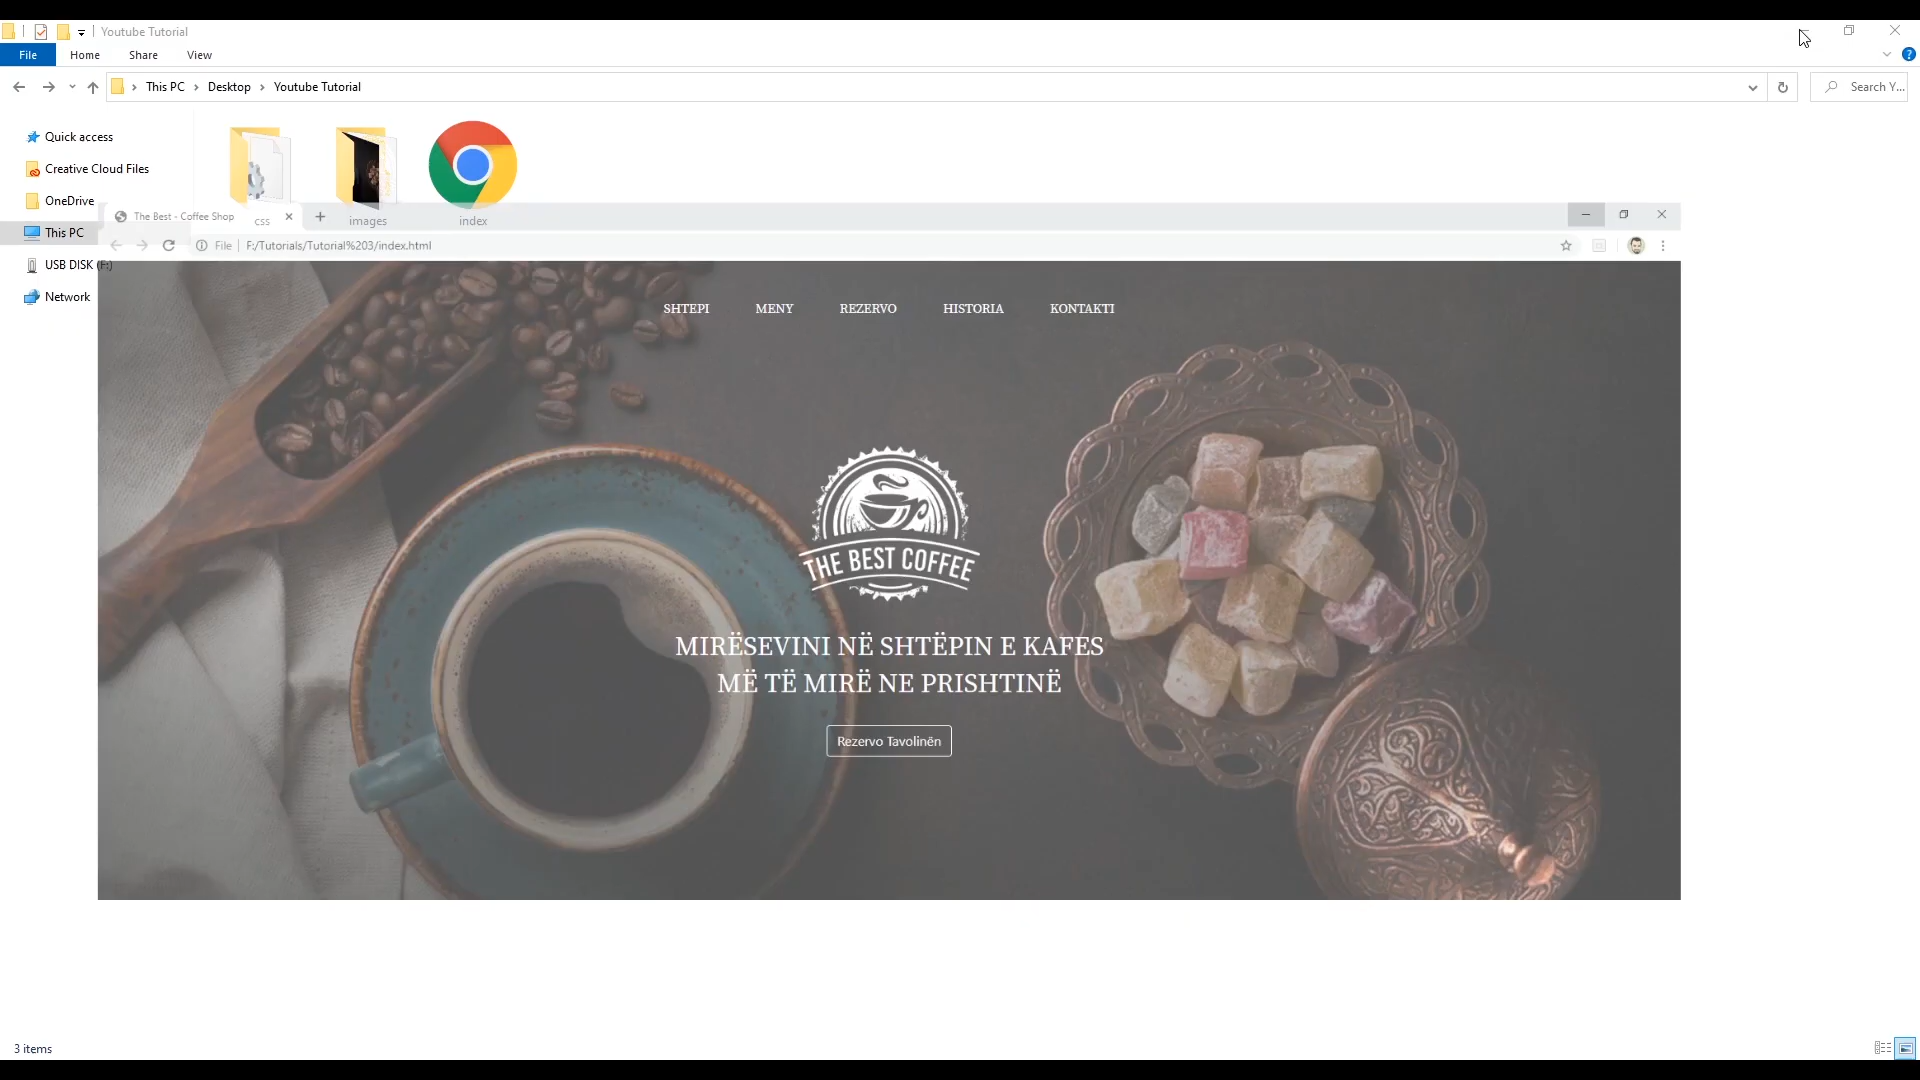 Youtube Tutorial
File Home Share View
This PC Desktop Youtube Tutorial
Search Y...
Quick access
Creative Cloud Files
OneDrive
This PC
USB DISK (F:)
Network
css images index
The Best - Coffee Shop
File F:/Tutorials/Tutorial%203/index.html
SHTEPI MENY REZERVO HISTORIA KONTAKTI
THE BEST COFFEE
MIRËSEVINI NË SHTËPIN E KAFES
MË TË MIRË NE PRISHTINË
Rezervo Tavolinën
3 items